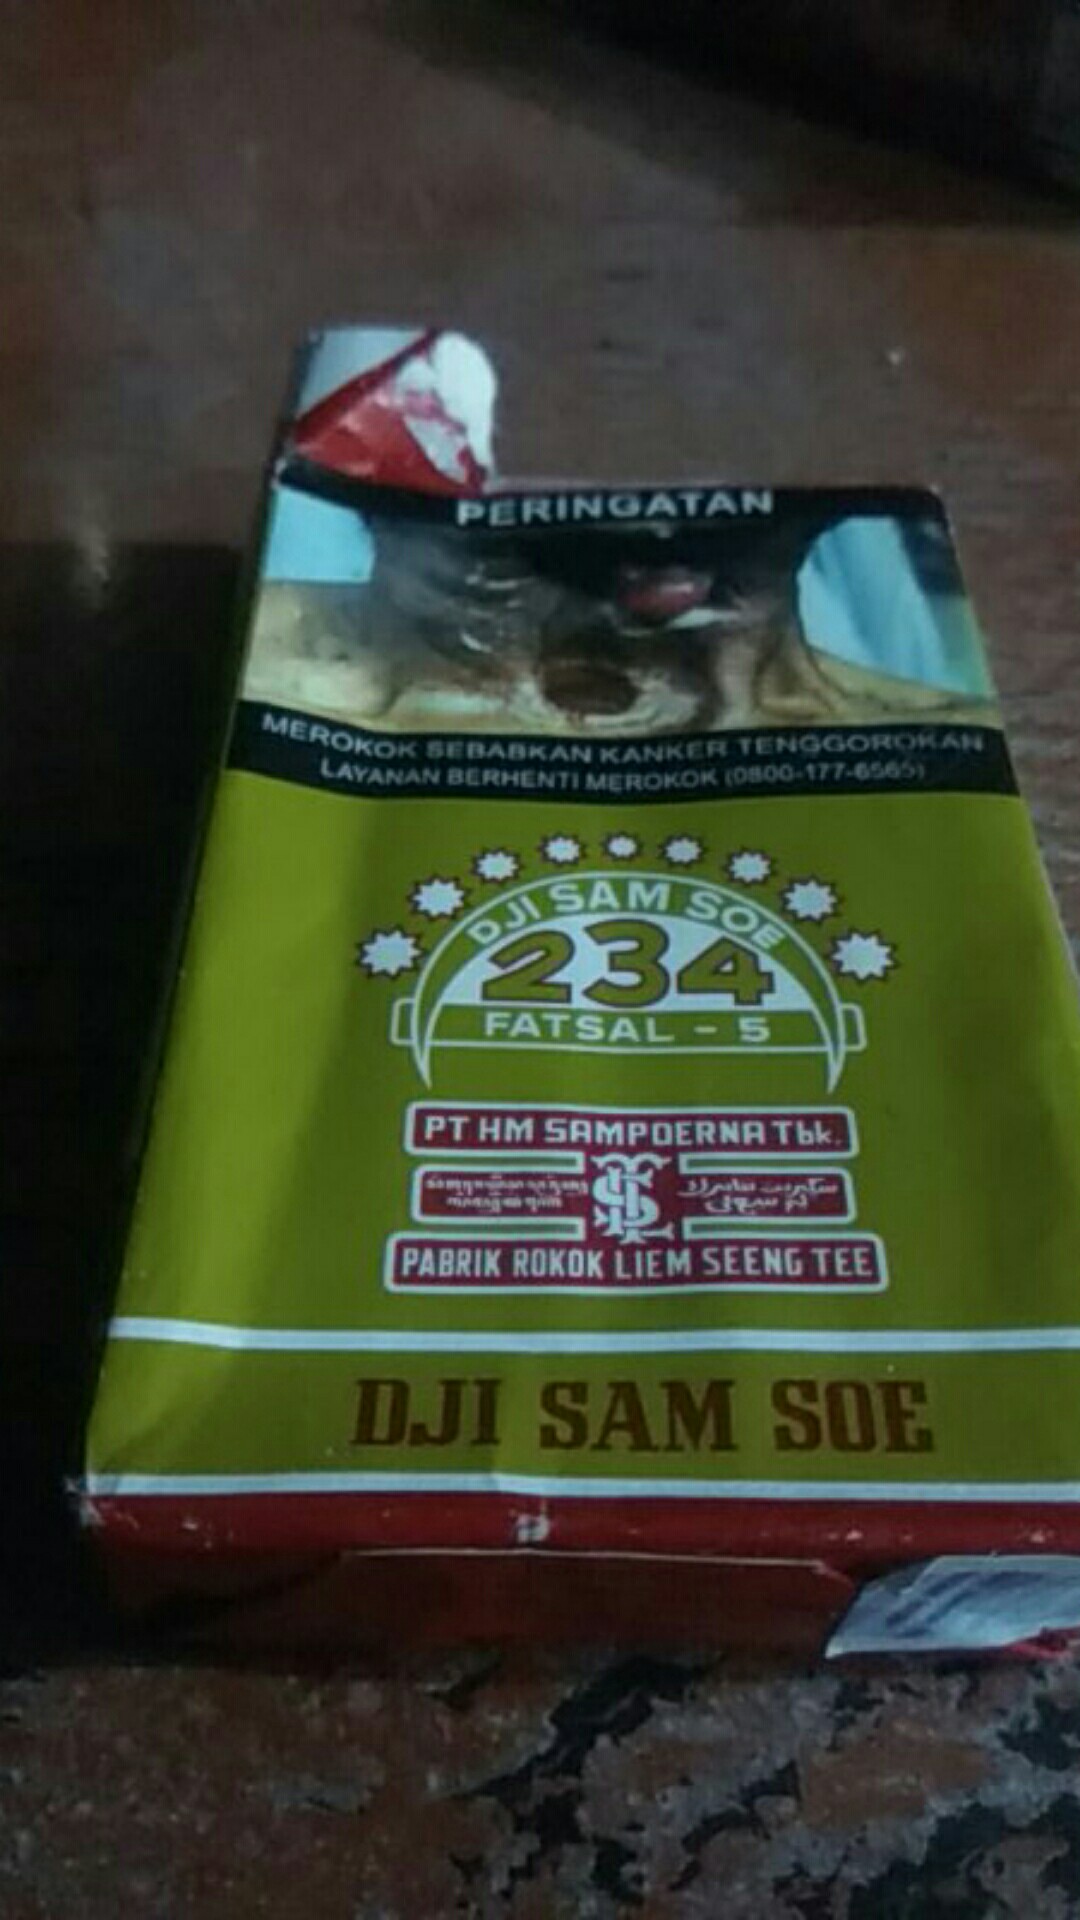 PERINGATAN
MEROKOK SEBABKAN KANKER TENGGOROKAN
LAYANAN BERHENTI MEROKOK (0800-177-6565)
DJI SAM SOE
234
FATSAL - 5
PT HM SAMPOERNA Tbk.
PABRIK ROKOK LIEM SEENG TEE
DJI SAM SOE